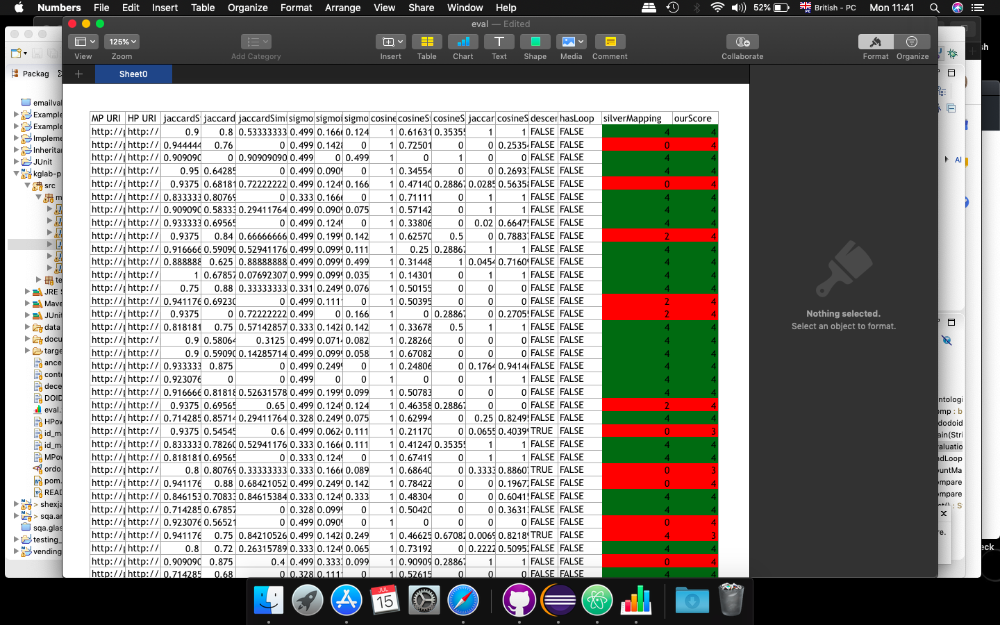 Numbers File Edit Insert Table Organize Format Arrange View Share Window Help 52% British - PC Mon 11:41
eval — Edited
125%
View Zoom Add Category Insert Table Chart Text Shape Media Comment Collaborate Format Organize
Sheet0
MP URI HP URI jaccardS jaccard jaccardSim sigmo sigmo sigmo cosine cosineS cosineS jaccar cosineS descen hasLoop silverMapping ourScore
http:// http:// 0.9 0.8 0.53333333 0.499 0.166 0.124 1 0.61631 0.35355 1 1 FALSE FALSE 4 4
http:// http:// 0.944444 0.76 0 0.499 0.142 0 1 0.72501 0 0 0.2535 FALSE FALSE 0 4
http:// http:// 0.909090 0 0.90909090 0.499 0 0.499 1 0 1 0 0 FALSE FALSE 4 4
http:// http:// 0.95 0.64285 0 0.499 0.090 0 1 0.34554 0 0 0.2693 FALSE FALSE 4 4
http:// http:// 0.9375 0.68181 0.72222222 0.499 0.124 0.166 1 0.47140 0.28867 0.0285 0.5635 FALSE FALSE 0 4
http:// http:// 0.833333 0.80769 0 0.333 0.166 0 1 0.71111 0 1 1 FALSE FALSE 4 4
http:// http:// 0.909090 0.58333 0.29411764 0.499 0.090 0.075 1 0.57142 0 1 1 FALSE FALSE 4 4
http:// http:// 0.933333 0.69565 0 0.499 0.124 0 1 0.33806 0 0.02 0.6647 FALSE FALSE 4 4
http:// http:// 0.9375 0.84 0.66666666 0.499 0.199 0.142 1 0.62570 0.5 0 0.7883 FALSE FALSE 2 4
http:// http:// 0.916666 0.59090 0.52941176 0.499 0.099 0.111 1 0.25 0.28867 1 1 FALSE FALSE 4 4
http:// http:// 0.888888 0.625 0.88888888 0.499 0.099 0.499 1 0.31448 1 0.0454 0.7160 FALSE FALSE 4 4
http:// http:// 1 0.67857 0.07692307 0.999 0.099 0.035 1 0.14301 0 1 1 FALSE FALSE 4 4
http:// http:// 0.75 0.88 0.33333333 0.331 0.249 0.076 1 0.50155 0 0 0 FALSE FALSE 4 4
http:// http:// 0.941176 0.69230 0 0.499 0.111 0 1 0.50395 0 0 0 FALSE FALSE 2 4
http:// http:// 0.9375 0 0.72222222 0.499 0 0.166 1 0 0.28867 0 0.2705 FALSE FALSE 2 4
http:// http:// 0.818181 0.75 0.57142857 0.333 0.142 0.142 1 0.33678 0.5 1 1 FALSE FALSE 4 4
http:// http:// 0.9 0.58064 0.3125 0.499 0.071 0.082 1 0.28266 0 0 0 FALSE FALSE 4 4
http:// http:// 0.9 0.59090 0.14285714 0.499 0.099 0.058 1 0.67082 0 0 0 FALSE FALSE 4 4
http:// http:// 0.933333 0.875 0 0.499 0.249 0 1 0.24806 0 0.1764 0.9414 FALSE FALSE 4 4
http:// http:// 0.923076 0 0 0.499 0 0 1 0 0 1 1 FALSE FALSE 4 4
http:// http:// 0.916666 0.81818 0.52631578 0.499 0.199 0.099 1 0.50783 0 0 0 FALSE FALSE 4 4
http:// http:// 0.9375 0.69565 0.65 0.499 0.124 0.124 1 0.46358 0.28867 0 0 FALSE FALSE 2 4
http:// http:// 0.714285 0.85714 0.29411764 0.328 0.249 0.075 1 0.62994 0 0.25 0.8249 FALSE FALSE 4 4
http:// http:// 0.9375 0.54545 0.6 0.499 0.062 0.111 1 0.21170 0 0.0655 0.4039 TRUE FALSE 0 3
http:// http:// 0.833333 0.78260 0.52941176 0.333 0.166 0.111 1 0.41247 0.35355 1 1 FALSE FALSE 4 4
http:// http:// 0.818181 0.69565 0 0.333 0.124 0 1 0.67419 0 1 1 FALSE FALSE 4 4
http:// http:// 0.8 0.80769 0.33333333 0.333 0.166 0.089 1 0.68640 0 0.3333 0.8860 TRUE FALSE 0 3
http:// http:// 0.941176 0.88 0.68421052 0.499 0.249 0.142 1 0.78422 0 0 0.1967 FALSE FALSE 0 4
http:// http:// 0.846153 0.70833 0.84615384 0.333 0.124 0.333 1 0.48304 0 0 0.6041 FALSE FALSE 4 4
http:// http:// 0.714285 0.67857 0 0.328 0.099 0 1 0.50420 0 0 0.3631 FALSE FALSE 4 4
http:// http:// 0.923076 0.56521 0 0.499 0.090 0 1 0 0 0 0 FALSE FALSE 0 4
http:// http:// 0.941176 0.75 0.84210526 0.499 0.142 0.249 1 0.46625 0.67082 0.0069 0.8218 TRUE FALSE 4 3
http:// http:// 0.8 0.72 0.26315789 0.333 0.124 0.065 1 0.73192 0 0.2222 0.5095 FALSE FALSE 4 4
http:// http:// 0.909090 0.875 0.4 0.499 0.333 0.099 1 0.90909 0.28867 1 1 FALSE FALSE 0 4
http:// http:// 0.714285 0.68 0 0.328 0.111 0 1 0.52615 0 0 0 FALSE FALSE 4 4
Nothing selected.
Select an object to format.
Packag
emailval
Example
Example
Impleme
Inheritar
JUnit
kglab-p
src
m
te
JRE S
Mave
JUnit
data
docu
targe
ance
conte
dece
DOID
eval.
HPow
id_ma
id_ma
MPow
ordo.
pom.
READ
> shexja
> sqa.ar
sqa.glas
testing_
vending
sh
Al
ntologi
omp : b
dodoid
ain(Stri
valuatio
adLoop
ountMa
ompare
ompare
() : S
re.
eck
JUL
15